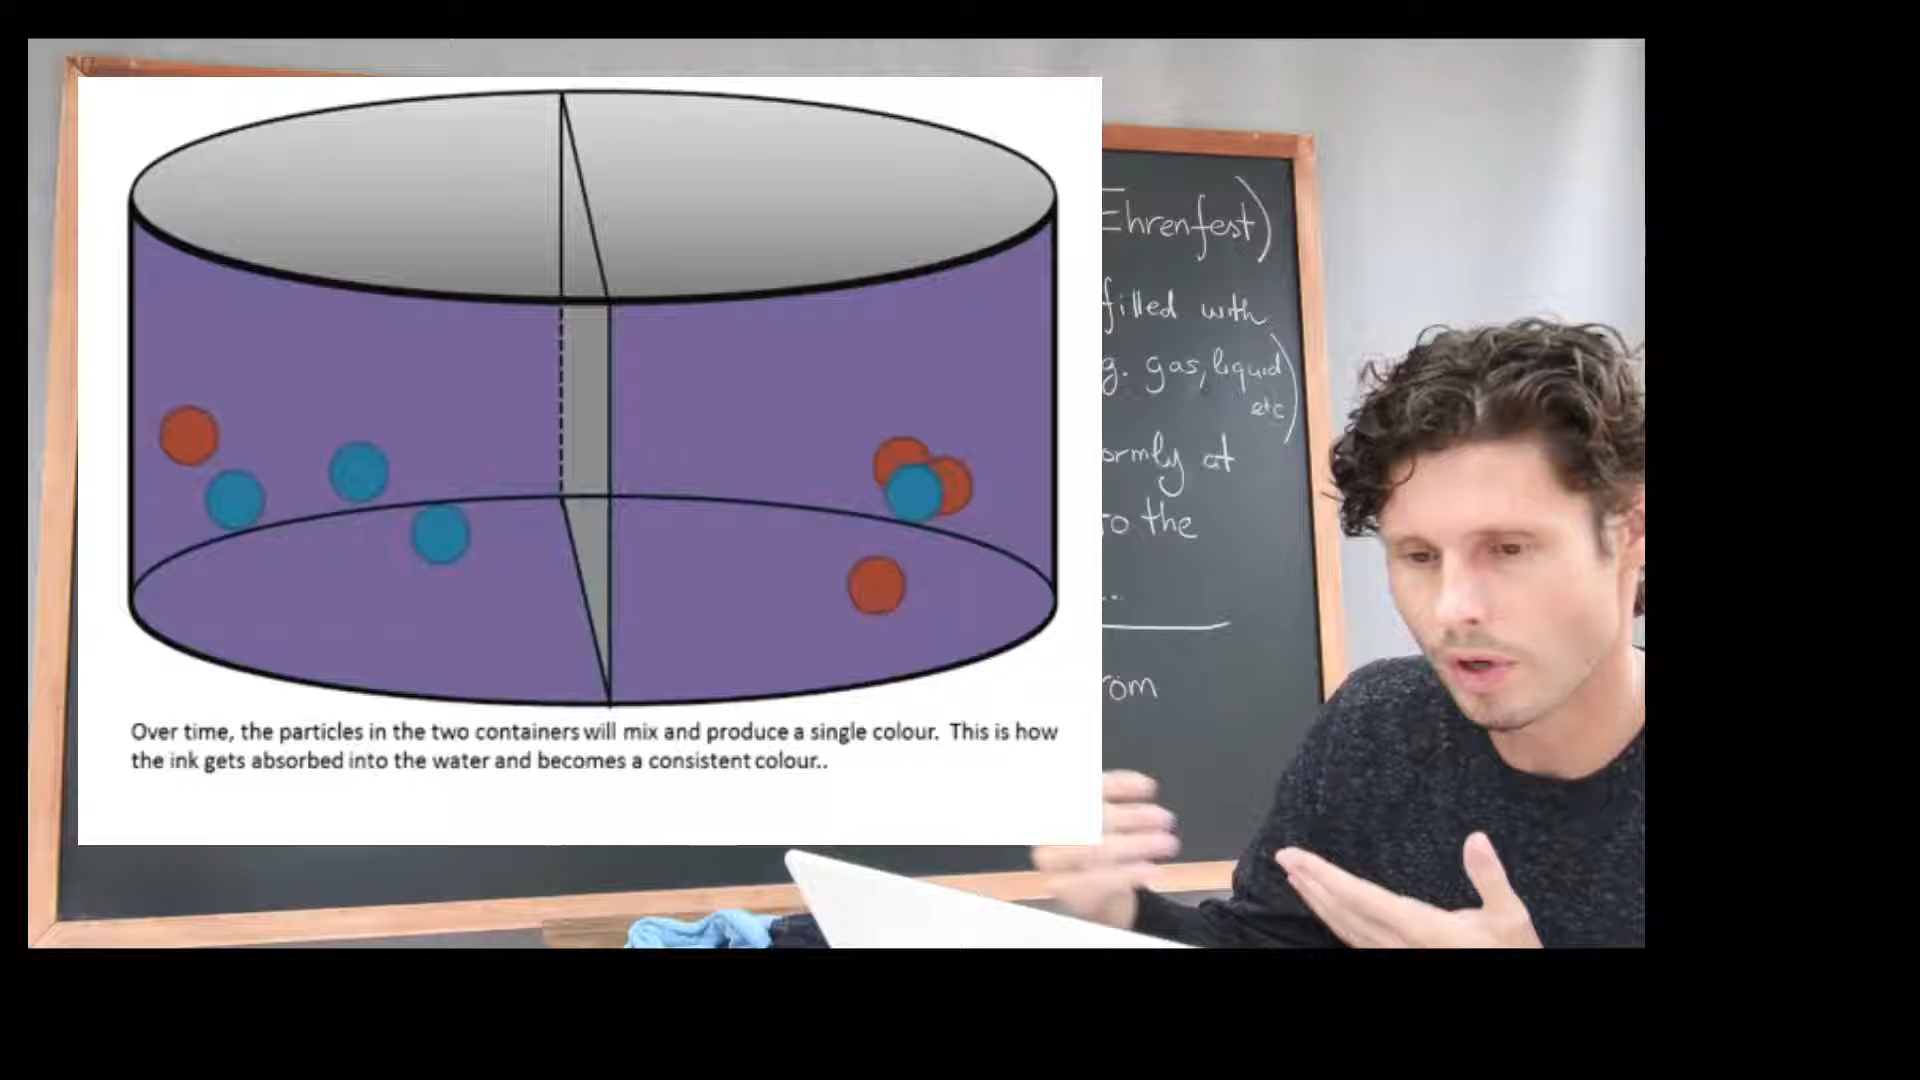 Over time, the particles in the two containers will mix and produce a single colour. This is how
the ink gets absorbed into the water and becomes a consistent colour..
Ehrenfest)
filled with
g. gas, liquid
etc)
ormly at
to the
...
rom